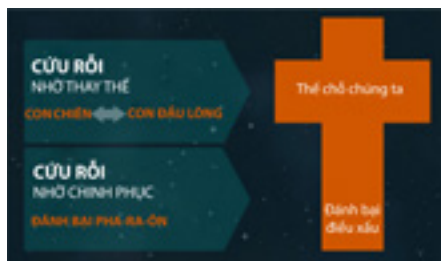 CỨU RỖI
NHỜ THAY THẾ
CON CHIÊN CON ĐẦU LÒNG
CỨU RỖI
NHỜ CHINH PHỤC
ĐÁNH BẠI PHA-RA-ÔN
Thế chỗ chúng ta
Đánh bại
điều xấu